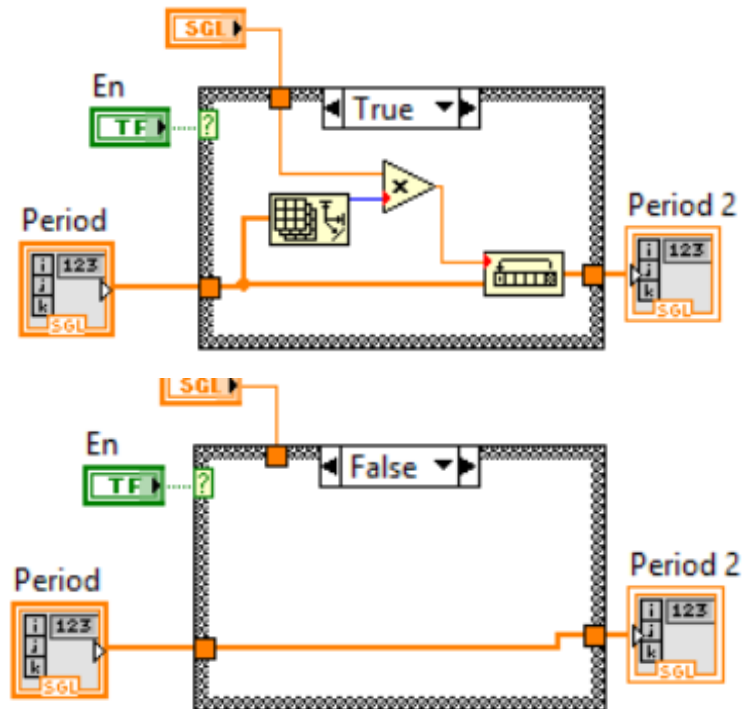 SGL
En
TF
?
True
x
Period
i 123
j
k
SGL
Period 2
i 123
j
k
SGL
SGL
En
TF
?
False
Period
i 123
j
k
SGL
Period 2
i 123
j
k
SGL